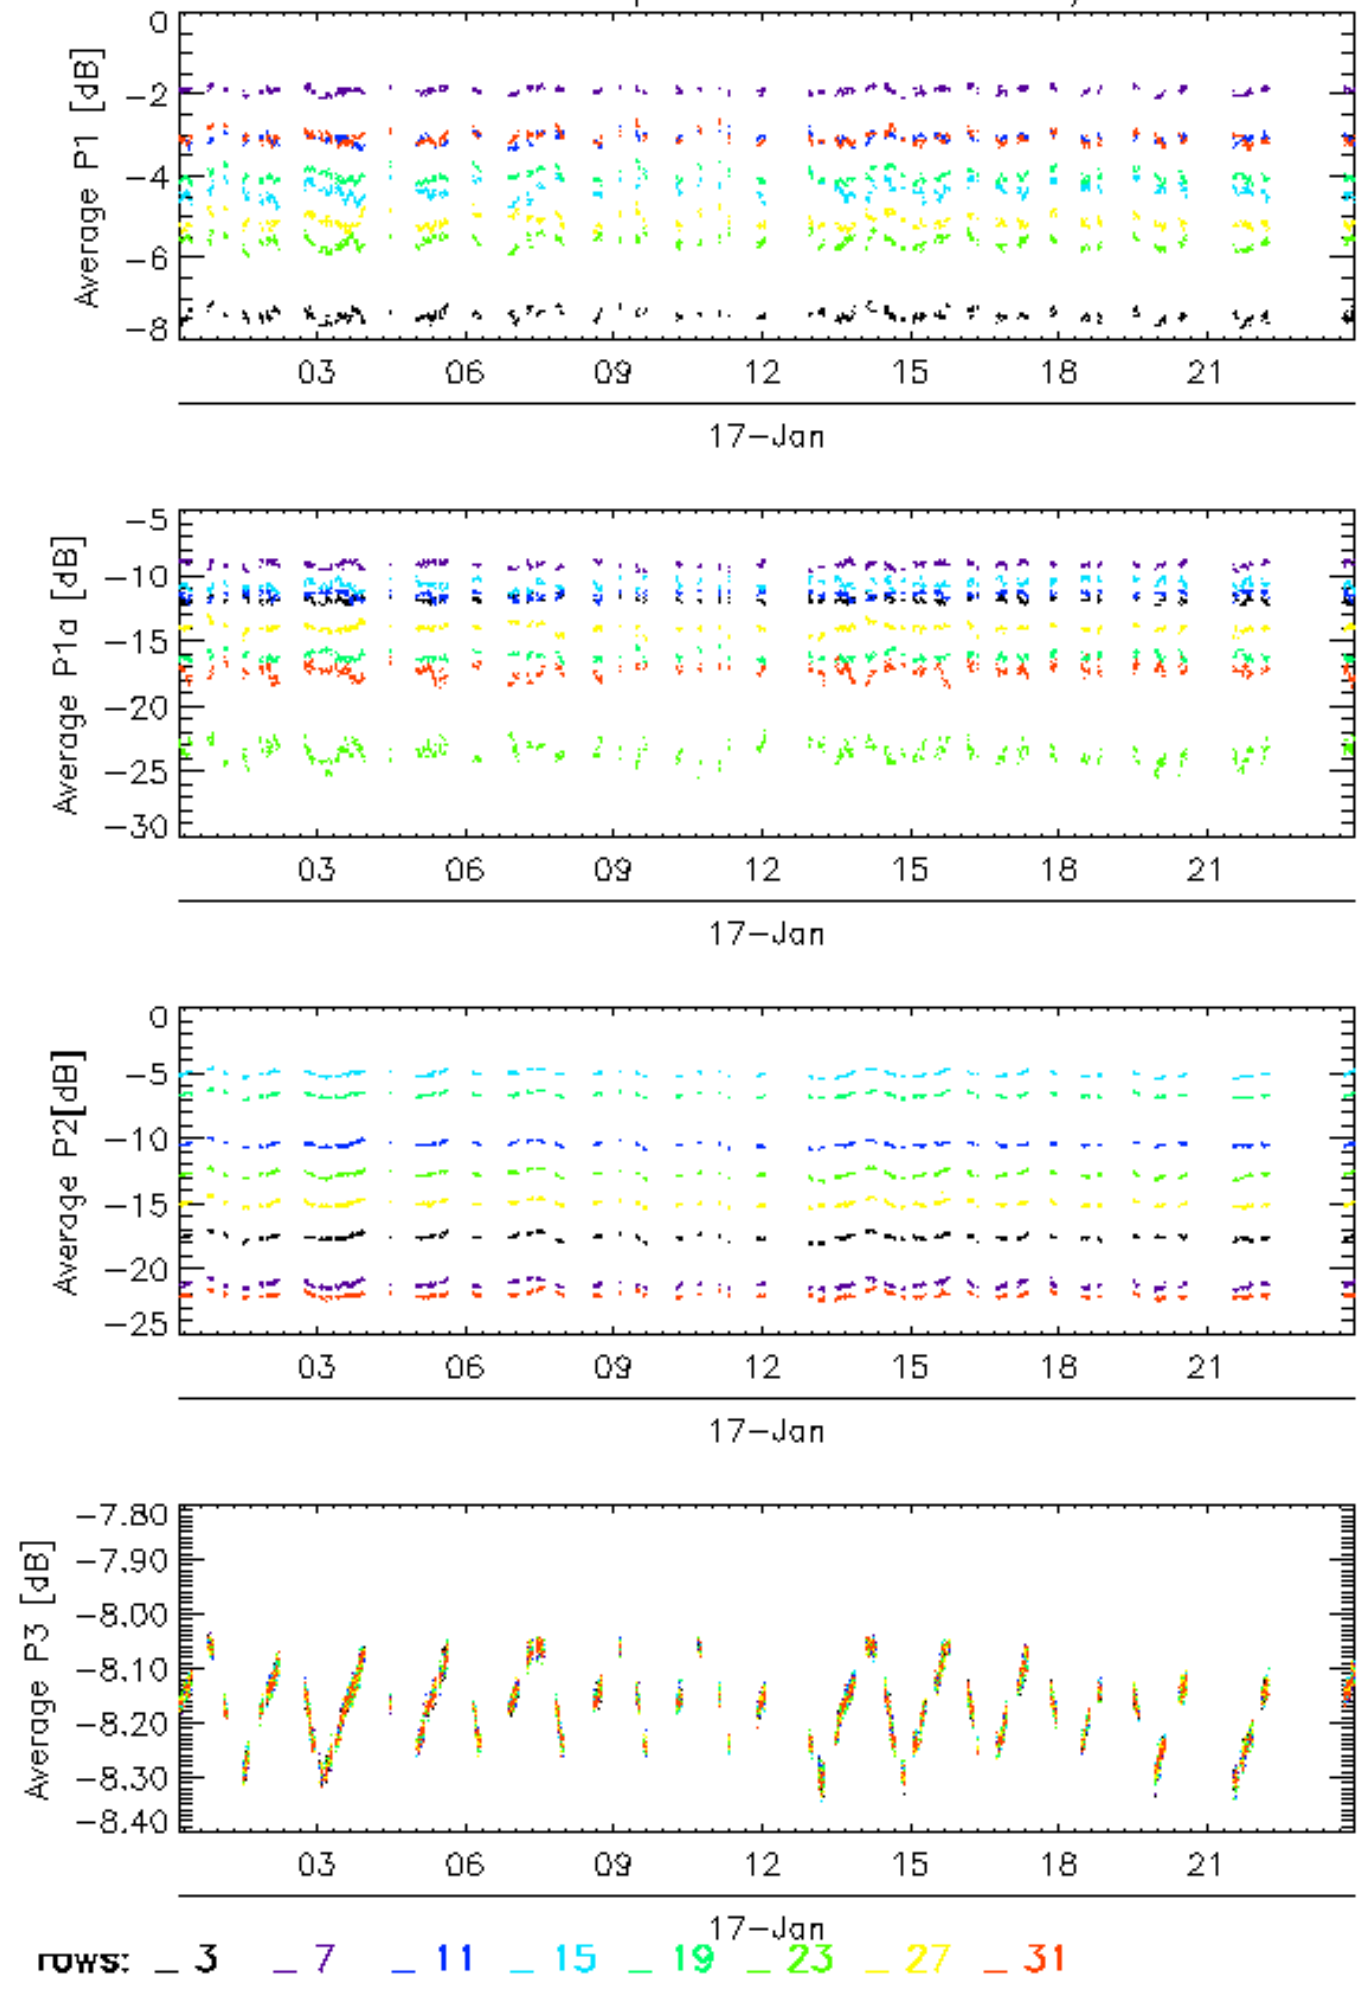 0
-2
-4
-6
-8
Average P1 [dB]
03 06 09 12 15 18 21
17-Jan
-5
-10
-15
-20
-25
-30
Average P1a [dB]
03 06 09 12 15 18 21
17-Jan
0
-5
-10
-15
-20
-25
Average P2[dB]
03 06 09 12 15 18 21
17-Jan
-7.80
-7.90
-8.00
-8.10
-8.20
-8.30
-8.40
Average P3 [dB]
03 06 09 12 15 18 21
17-Jan
rows: _ 3 _ 7 _ 11 _ 15 _ 19 _ 23 _ 27 _ 31